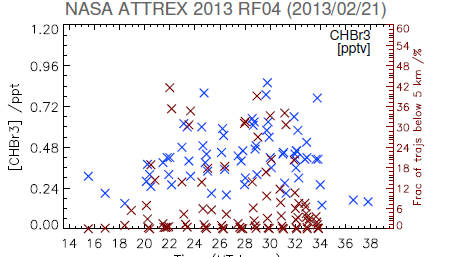 NASA ATTREX 2013 RF04 (2013/02/21)
CHBr3
[pptv]
[CHBr3] /ppt
1.20
0.96
0.72
0.48
0.24
0.00
60
54
48
42
36
30
24
18
12
6
0
Frac of trajs below 5 km /%
14 16 18 20 22 24 26 28 30 32 34 36 38